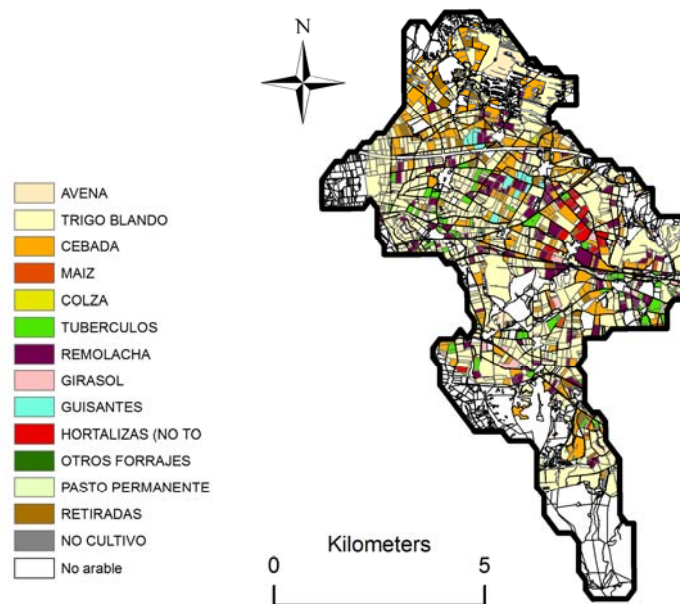 N
AVENA
TRIGO BLANDO
CEBADA
MAIZ
COLZA
TUBERCULOS
REMOLACHA
GIRASOL
GUISANTES
HORTALIZAS (NO TO
OTROS FORRAJES
PASTO PERMANENTE
RETIRADAS
NO CULTIVO
No arable
Kilometers
0 5